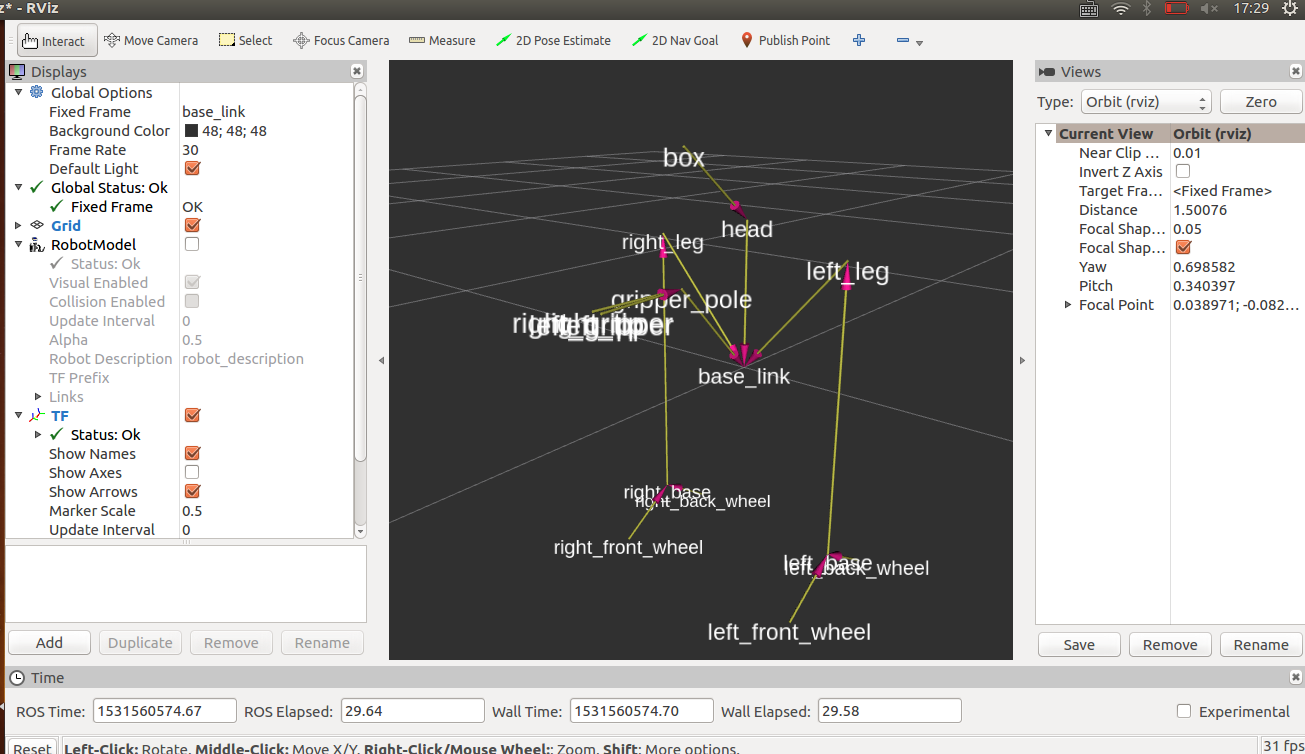 z* - RViz
17:29
Interact Move Camera Select Focus Camera Measure 2D Pose Estimate 2D Nav Goal Publish Point
Displays
Global Options
Fixed Frame base_link
Background Color 48; 48; 48
Frame Rate 30
Default Light
Global Status: Ok
Fixed Frame OK
Grid
RobotModel
Status: Ok
Visual Enabled
Collision Enabled
Update Interval 0
Alpha 0.5
Robot Description robot_description
TF Prefix
Links
TF
Status: Ok
Show Names
Show Axes
Show Arrows
Marker Scale 0.5
Update Interval 0
Add Duplicate Remove Rename
box
head
right_leg
left_leg
gripper_pole
base_link
right_base
right_back_wheel
right_front_wheel
left_base
left_back_wheel
left_front_wheel
Views
Type: Orbit (rviz) Zero
Current View Orbit (rviz)
Near Clip ... 0.01
Invert Z Axis
Target Fra... <Fixed Frame>
Distance 1.50076
Focal Shap... 0.05
Focal Shap...
Yaw 0.698582
Pitch 0.340397
Focal Point 0.038971; -0.082...
Save Remove Rename
Time
ROS Time: 1531560574.67 ROS Elapsed: 29.64 Wall Time: 1531560574.70 Wall Elapsed: 29.58 Experimental
Reset Left-Click: Rotate. Middle-Click: Move X/Y. Right-Click/Mouse Wheel:: Zoom. Shift: More options. 31 fps